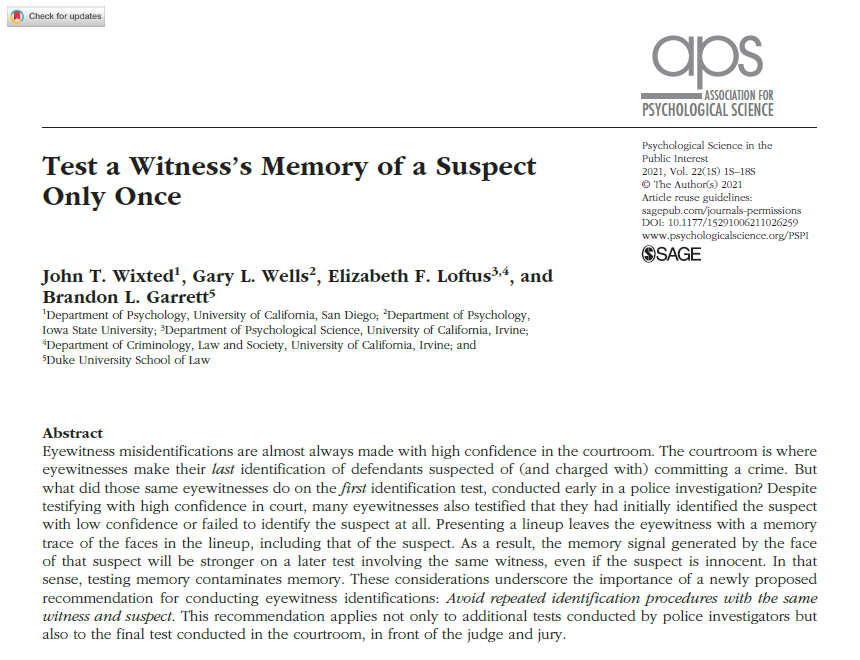 Check for updates
aps
ASSOCIATION FOR
PSYCHOLOGICAL SCIENCE
Test a Witness’s Memory of a Suspect
Only Once
Psychological Science in the
Public Interest
2021, Vol. 22(1S) 1S–18S
© The Author(s) 2021
Article reuse guidelines:
sagepub.com/journals-permissions
DOI: 10.1177/15291006211026259
www.psychologicalscience.org/PSPI
SAGE
John T. Wixted1, Gary L. Wells2, Elizabeth F. Loftus3,4, and
Brandon L. Garrett5
1Department of Psychology, University of California, San Diego; 2Department of Psychology,
Iowa State University; 3Department of Psychological Science, University of California, Irvine;
4Department of Criminology, Law and Society, University of California, Irvine; and
5Duke University School of Law
Abstract
Eyewitness misidentifications are almost always made with high confidence in the courtroom. The courtroom is where
eyewitnesses make their last identification of defendants suspected of (and charged with) committing a crime. But
what did those same eyewitnesses do on the first identification test, conducted early in a police investigation? Despite
testifying with high confidence in court, many eyewitnesses also testified that they had initially identified the suspect
with low confidence or failed to identify the suspect at all. Presenting a lineup leaves the eyewitness with a memory
trace of the faces in the lineup, including that of the suspect. As a result, the memory signal generated by the face
of that suspect will be stronger on a later test involving the same witness, even if the suspect is innocent. In that
sense, testing memory contaminates memory. These considerations underscore the importance of a newly proposed
recommendation for conducting eyewitness identifications: Avoid repeated identification procedures with the same
witness and suspect. This recommendation applies not only to additional tests conducted by police investigators but
also to the final test conducted in the courtroom, in front of the judge and jury.